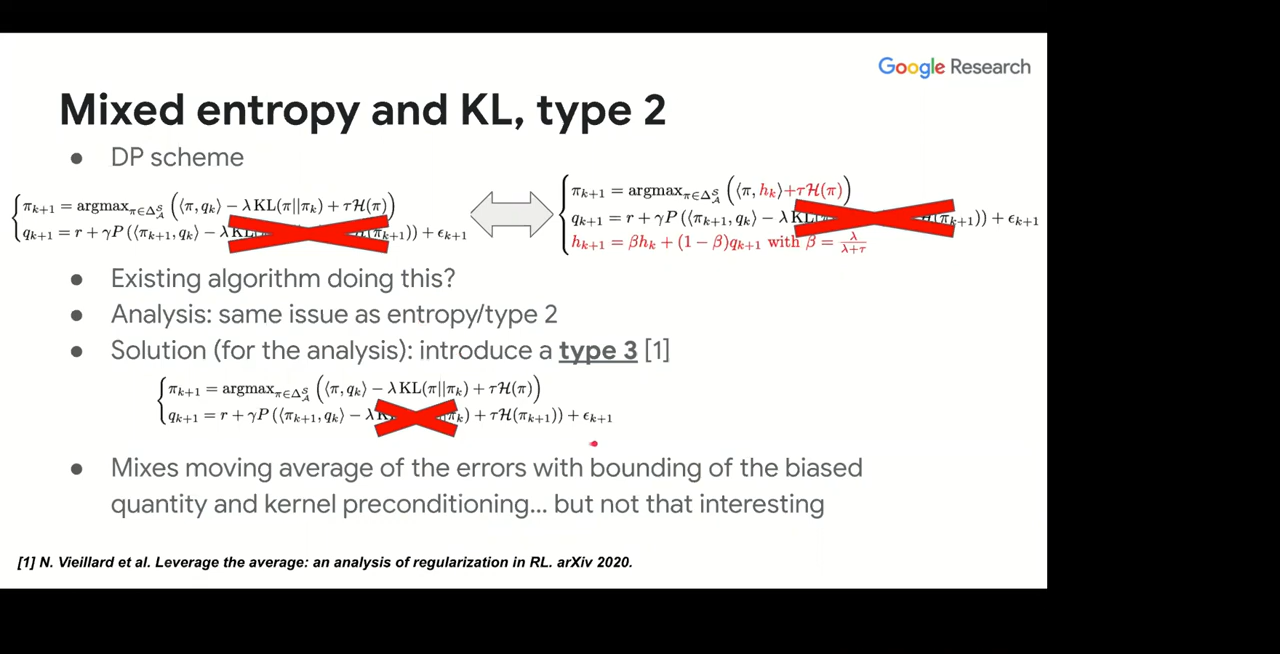 Google Research
Mixed entropy and KL, type 2
• DP scheme
π_{k+1} = argmax_{π∈Δ_A^S} (⟨π, q_k⟩ − λ KL(π||π_k) + τH(π))
q_{k+1} = r + γP (⟨π_{k+1}, q_k⟩ − λ (π_{k+1})) + ϵ_{k+1}
π_{k+1} = argmax_{π∈Δ_A^S} (⟨π, h_k⟩+τH(π))
q_{k+1} = r + γP (⟨π_{k+1}, q_k⟩ − λ KL (π_{k+1})) + ϵ_{k+1}
h_{k+1} = βh_k + (1 − β)q_{k+1} with β = λ/(λ+τ)
• Existing algorithm doing this?
• Analysis: same issue as entropy/type 2
• Solution (for the analysis): introduce a type 3 [1]
π_{k+1} = argmax_{π∈Δ_A^S} (⟨π, q_k⟩ − λ KL(π||π_k) + τH(π))
q_{k+1} = r + γP (⟨π_{k+1}, q_k⟩ − λ π_k) + τH(π_{k+1})) + ϵ_{k+1}
• Mixes moving average of the errors with bounding of the biased
quantity and kernel preconditioning... but not that interesting
[1] N. Vieillard et al. Leverage the average: an analysis of regularization in RL. arXiv 2020.